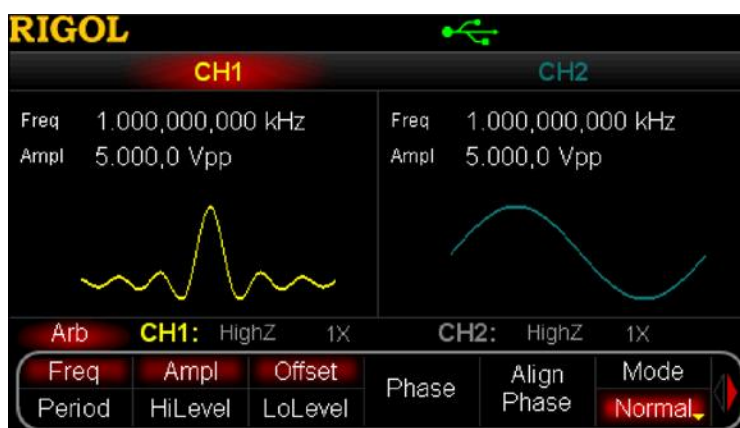 RIGOL
CH1 CH2
Freq 1.000,000,000 kHz Freq 1.000,000,000 kHz
Ampl 5.000,0 Vpp Ampl 5.000,0 Vpp
Arb CH1: HighZ 1X CH2: HighZ 1X
Freq Ampl Offset Phase Align Phase Mode
Period HiLevel LoLevel Normal